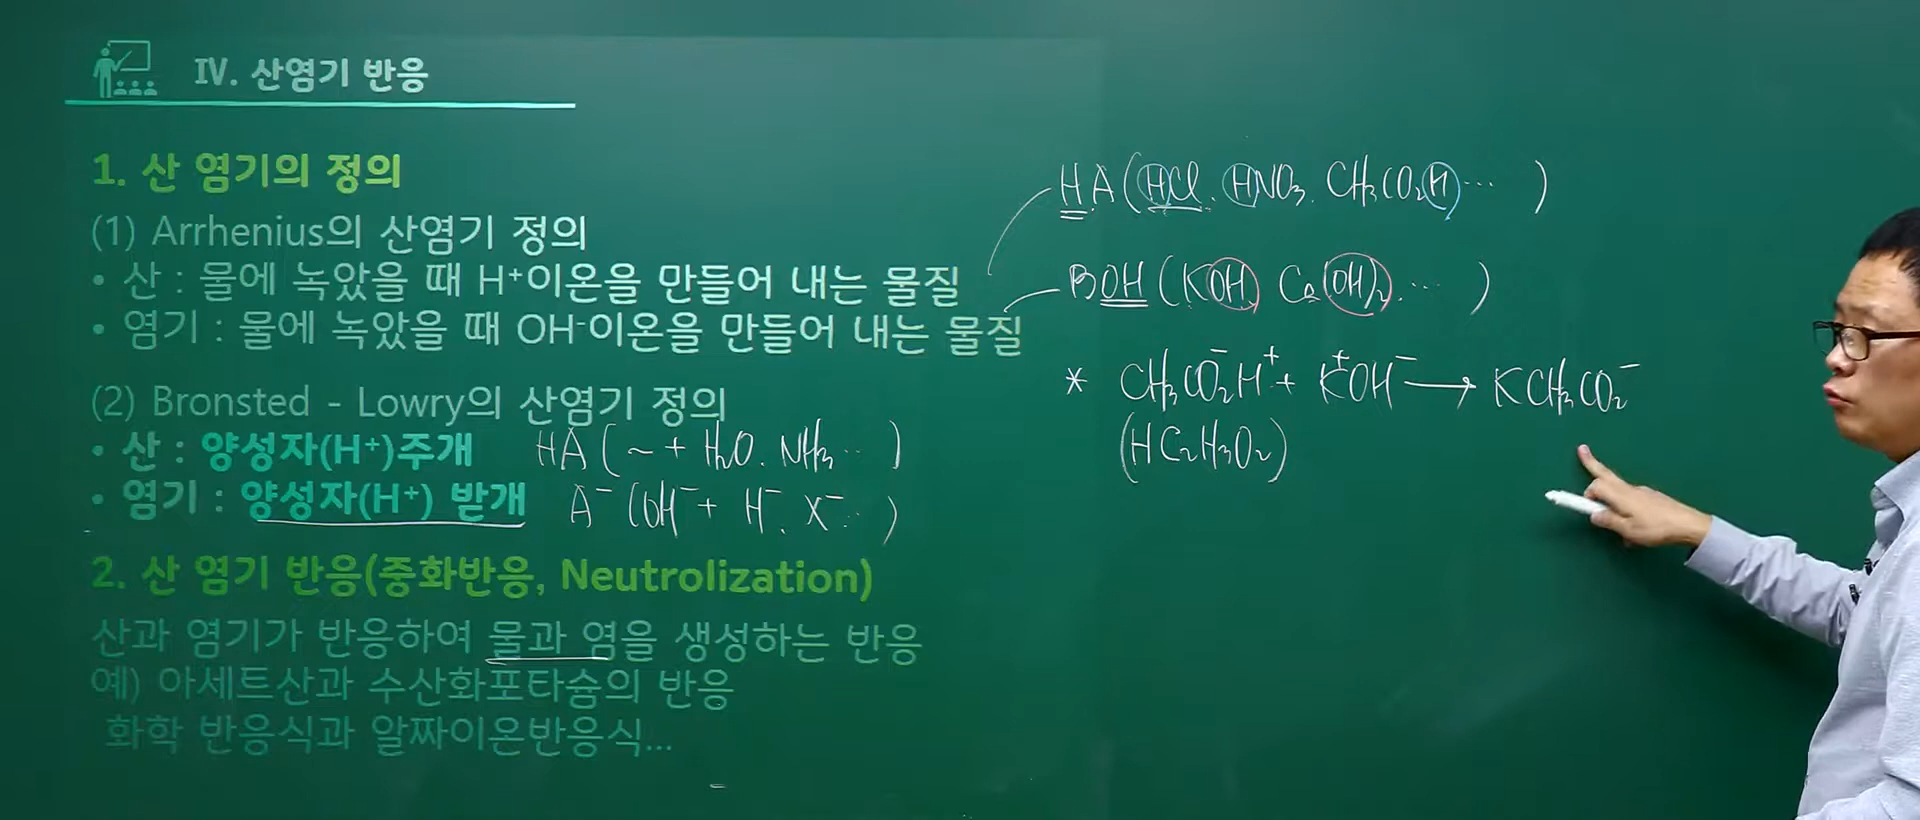 Ⅳ. 산염기 반응
1. 산 염기의 정의
(1) Arrhenius의 산염기 정의
• 산 : 물에 녹았을 때 H⁺이온을 만들어 내는 물질
• 염기 : 물에 녹았을 때 OH⁻이온을 만들어 내는 물질
(2) Bronsted - Lowry의 산염기 정의
• 산 : 양성자(H⁺)주개 HA ( ~ + H₂O. NH₃ ‥ )
• 염기 : 양성자(H⁺) 받개 A⁻ (OH⁻ + H⁻. X⁻ ‥ )
2. 산 염기 반응(중화반응, Neutrolization)
산과 염기가 반응하여 물과 염을 생성하는 반응
예) 아세트산과 수산화포타슘의 반응
화학 반응식과 알짜이온반응식...
HA (HCl. HNO₃. CH₃CO₂H ⋯ )
BOH (KOH. Ca(OH)₂. ⋯ )
* CH₃CO₂⁻H⁺ + K⁺OH⁻ → KCH₃CO₂⁻
(HC₂H₃O₂)